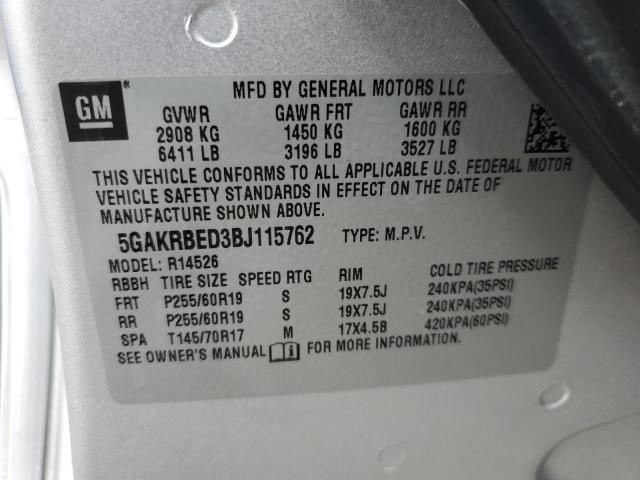 GM
MFD BY GENERAL MOTORS LLC
GVWR GAWR FRT GAWR RR
2908 KG 1450 KG 1600 KG
6411 LB 3196 LB 3527 LB
THIS VEHICLE CONFORMS TO ALL APPLICABLE U.S. FEDERAL MOTOR
VEHICLE SAFETY STANDARDS IN EFFECT ON THE DATE OF
MANUFACTURE SHOWN ABOVE.
5GAKRBED3BJ115762 TYPE: M.P.V.
MODEL: R14526
RBBH TIRE SIZE SPEED RTG RIM COLD TIRE PRESSURE
FRT P255/60R19 S 19X7.5J 240KPA(35PSI)
RR P255/60R19 S 19X7.5J 240KPA(35PSI)
SPA T145/70R17 M 17X4.5B 420KPA(60PSI)
SEE OWNER'S MANUAL FOR MORE INFORMATION.